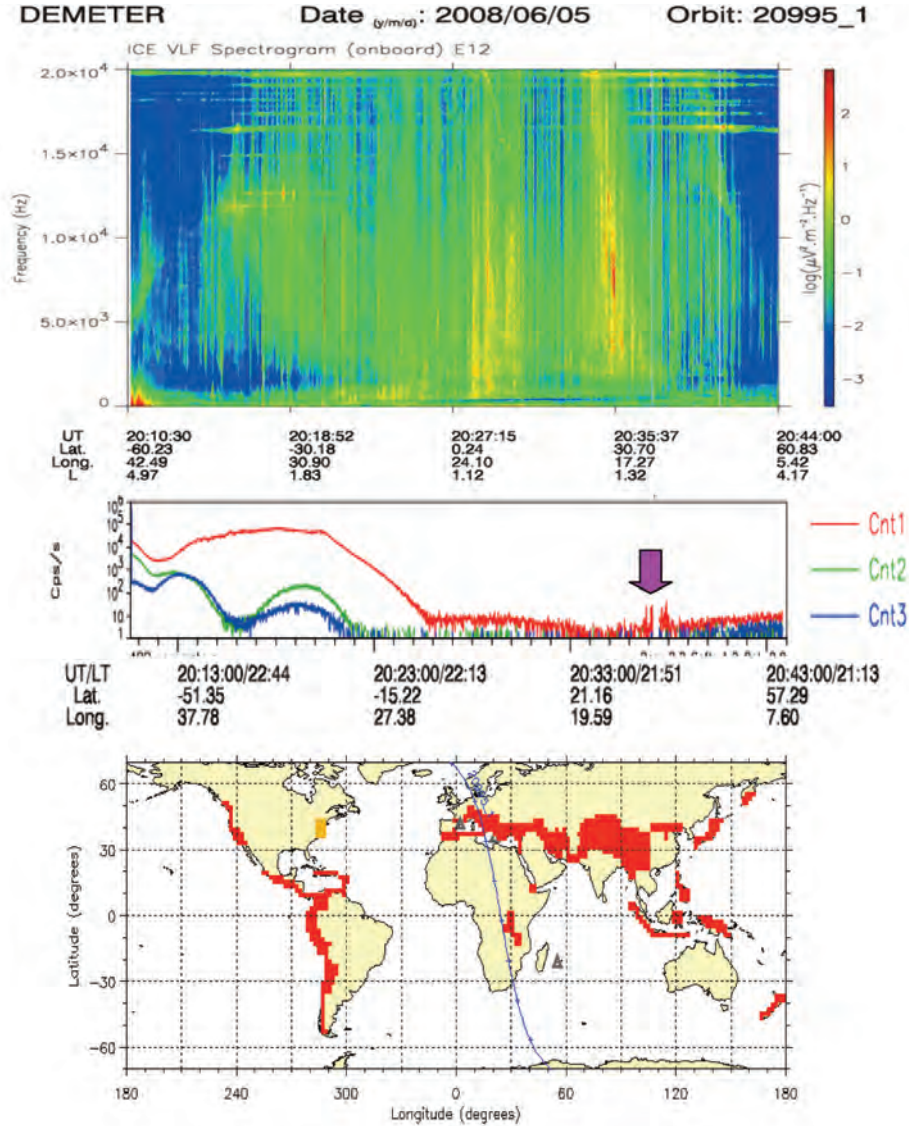 DEMETER Date (y/m/d): 2008/06/05 Orbit: 20995_1
ICE VLF Spectrogram (onboard) E12
2.0×10⁴
1.5×10⁴
1.0×10⁴
5.0×10³
0
Frequency (Hz)
2
1
0
−1
−2
−3
log(μV².m⁻².Hz⁻¹)
UT 20:10:30 20:18:52 20:27:15 20:35:37 20:44:00
Lat. -60.23 -30.18 0.24 30.70 60.83
Long. 42.49 30.90 24.10 17.27 5.42
L 4.97 1.83 1.12 1.32 4.17
10⁶
10⁵
10⁴
10³
10²
10
1
Cps/s
Cnt1
Cnt2
Cnt3
UT/LT 20:13:00/22:44 20:23:00/22:13 20:33:00/21:51 20:43:00/21:13
Lat. -51.35 -15.22 21.16 57.29
Long. 37.78 27.38 19.59 7.60
60
30
0
−30
−60
Latitude (degrees)
180 240 300 0 60 120 180
Longitude (degrees)